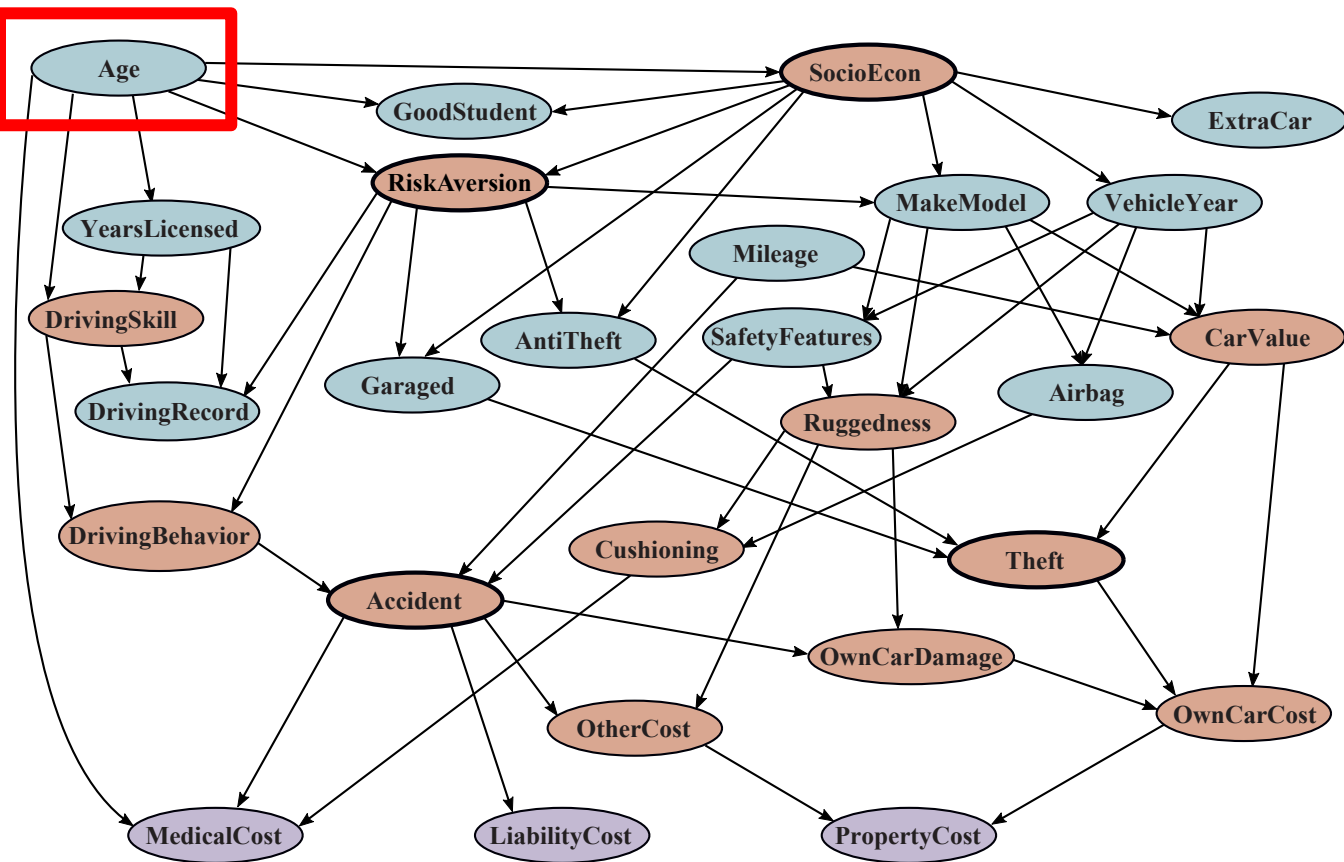 Age
SocioEcon
GoodStudent
ExtraCar
RiskAversion
MakeModel
VehicleYear
YearsLicensed
Mileage
DrivingSkill
AntiTheft
SafetyFeatures
CarValue
Garaged
Airbag
DrivingRecord
Ruggedness
DrivingBehavior
Cushioning
Theft
Accident
OwnCarDamage
OtherCost
OwnCarCost
MedicalCost
LiabilityCost
PropertyCost